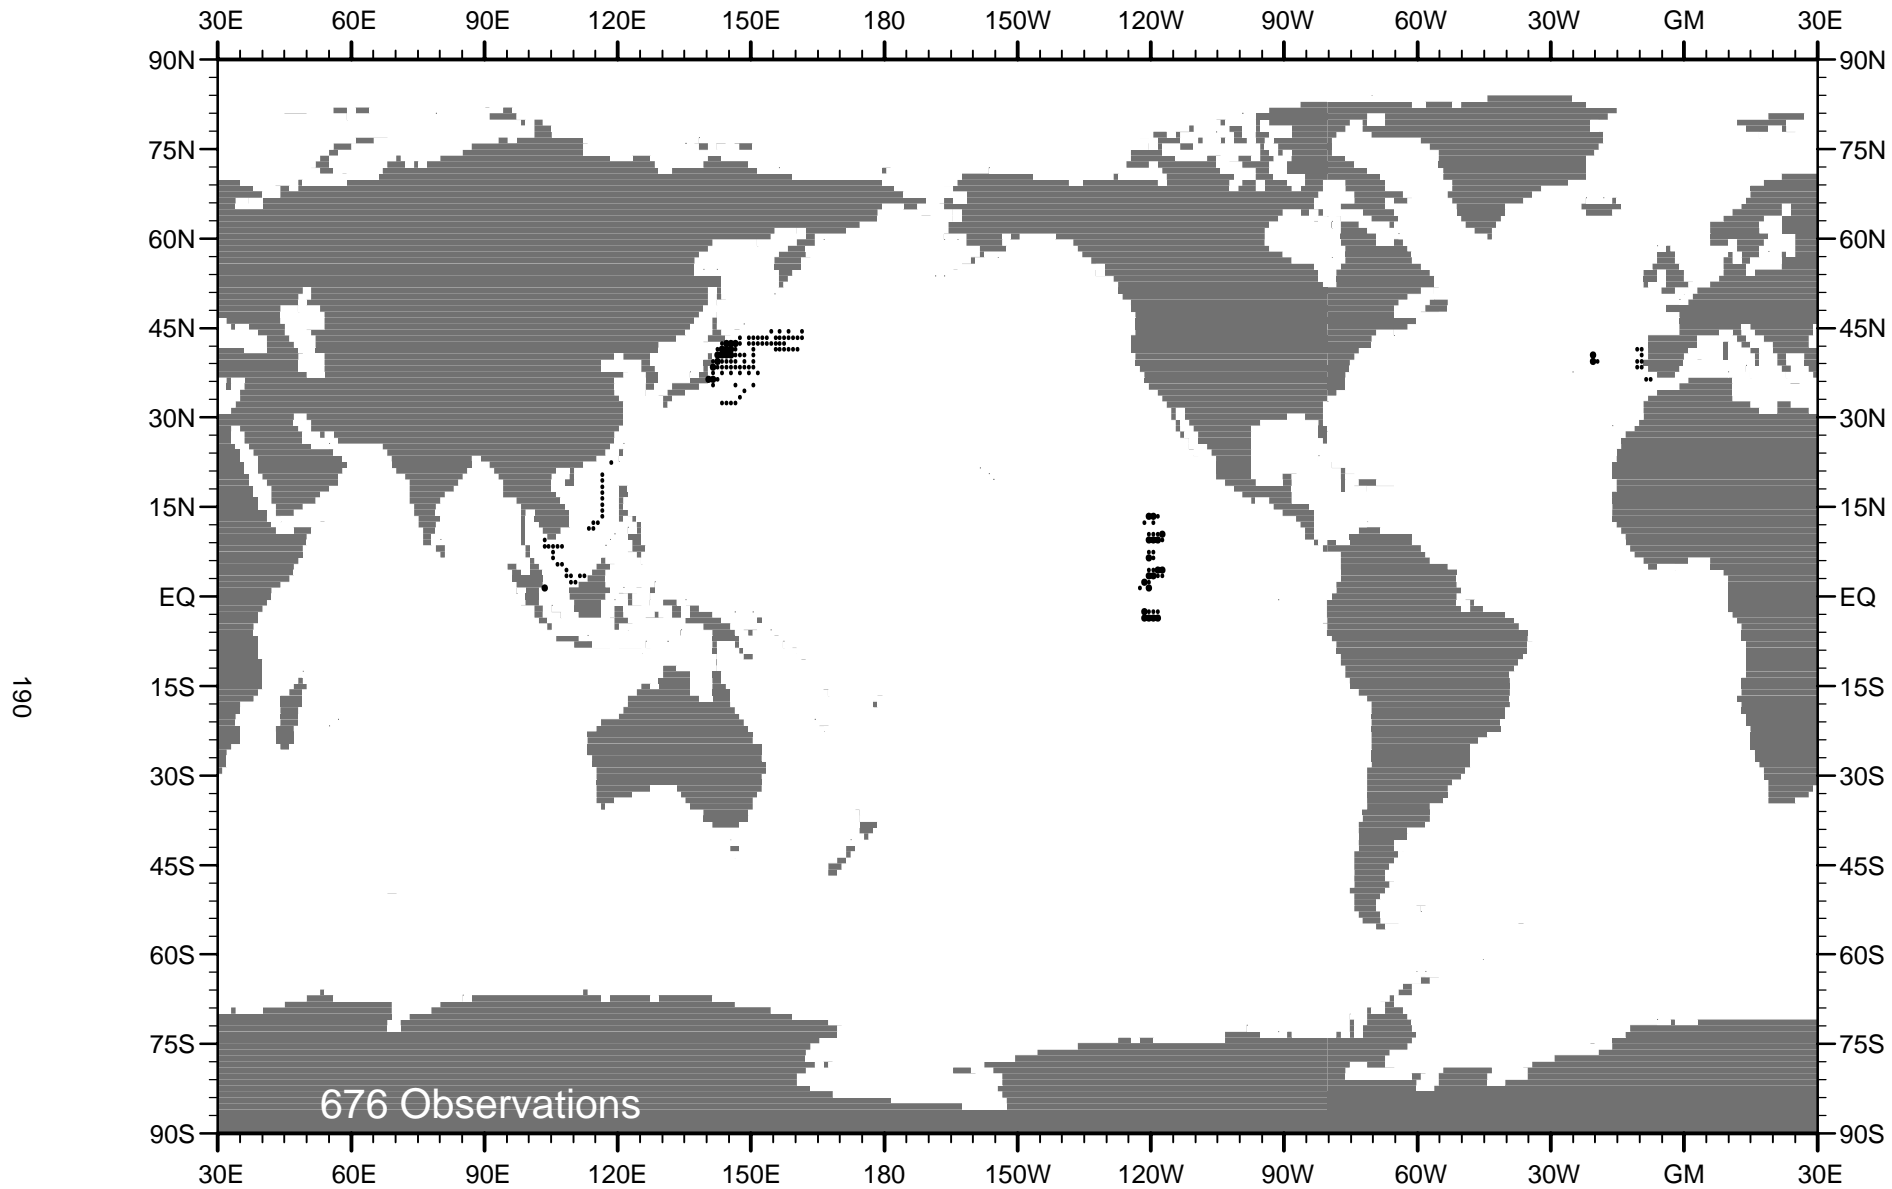 30E 60E 90E 120E 150E 180 150W 120W 90W 60W 30W GM 30E
90N 90N
75N 75N
60N 60N
45N 45N
30N 30N
15N 15N
EQ EQ
15S 15S
190
30S 30S
45S 45S
60S 60S
75S 75S
676 Observations
90S 90S
30E 60E 90E 120E 150E 180 150W 120W 90W 60W 30W GM 30E